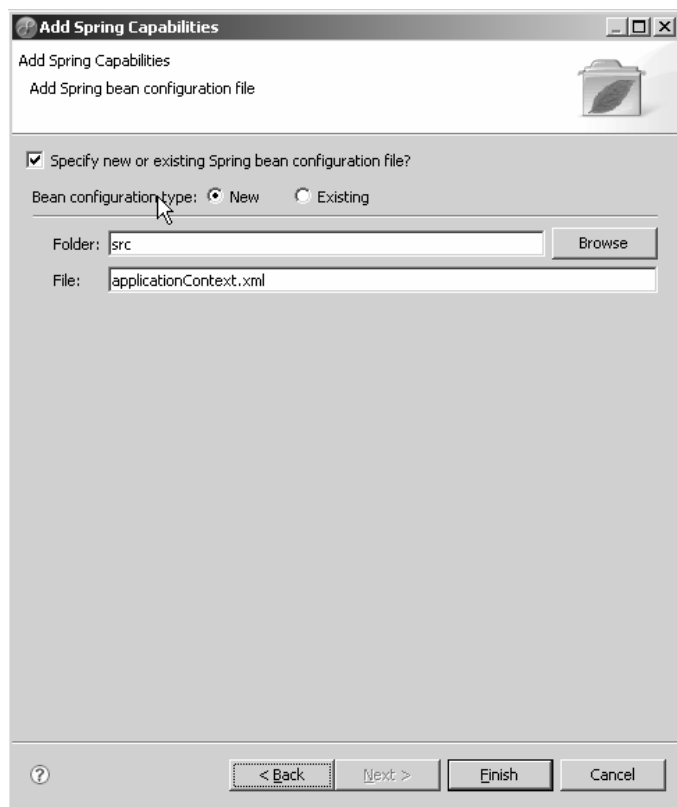 Add Spring Capabilities
Add Spring Capabilities
Add Spring bean configuration file
Specify new or existing Spring bean configuration file?
Bean configuration type: New Existing
Folder: src Browse
File: applicationContext.xml
< Back Next > Finish Cancel